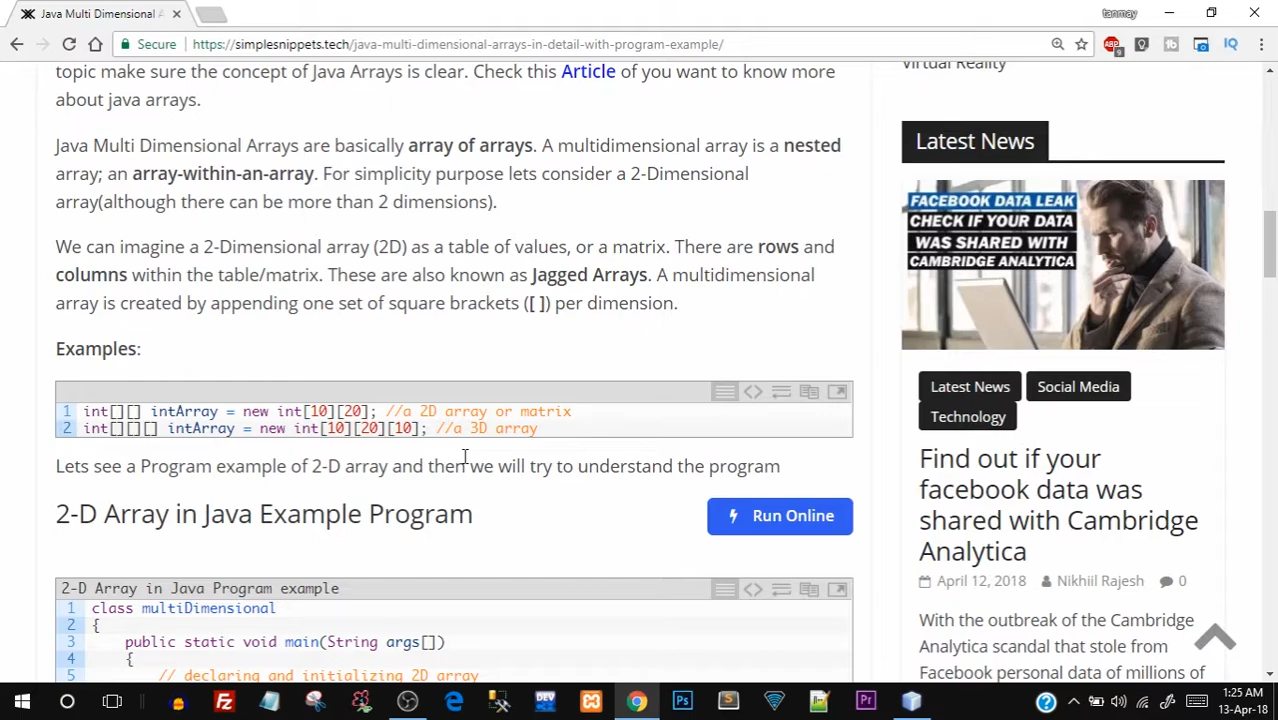 Java Multi Dimensional A
tanmay
Secure
https://simplesnippets.tech/java-multi-dimensional-arrays-in-detail-with-program-example/
ABP
9
IQ
topic make sure the concept of Java Arrays is clear. Check this Article of you want to know more
about java arrays.
Java Multi Dimensional Arrays are basically array of arrays. A multidimensional array is a nested
array; an array-within-an-array. For simplicity purpose lets consider a 2-Dimensional
array(although there can be more than 2 dimensions).
We can imagine a 2-Dimensional array (2D) as a table of values, or a matrix. There are rows and
columns within the table/matrix. These are also known as Jagged Arrays. A multidimensional
array is created by appending one set of square brackets ([ ]) per dimension.
Examples:
1 int[][] intArray = new int[10][20]; //a 2D array or matrix
2 int[][][] intArray = new int[10][20][10]; //a 3D array
Lets see a Program example of 2-D array and then we will try to understand the program
2-D Array in Java Example Program
Run Online
2-D Array in Java Program example
1 class multiDimensional
2 {
3 public static void main(String args[])
4 {
5 // declaring and initializing 2D array
Virtual Reality
Latest News
FACEBOOK DATA LEAK
CHECK IF YOUR DATA
WAS SHARED WITH
CAMBRIDGE ANALYTICA
Latest News
Social Media
Technology
Find out if your
facebook data was
shared with Cambridge
Analytica
April 12, 2018 Nikhiil Rajesh 0
With the outbreak of the Cambridge
Analytica scandal that stole from
Facebook personal data of millions of
Fz
DEV
Ps
S
Pr
1:25 AM
13-Apr-18